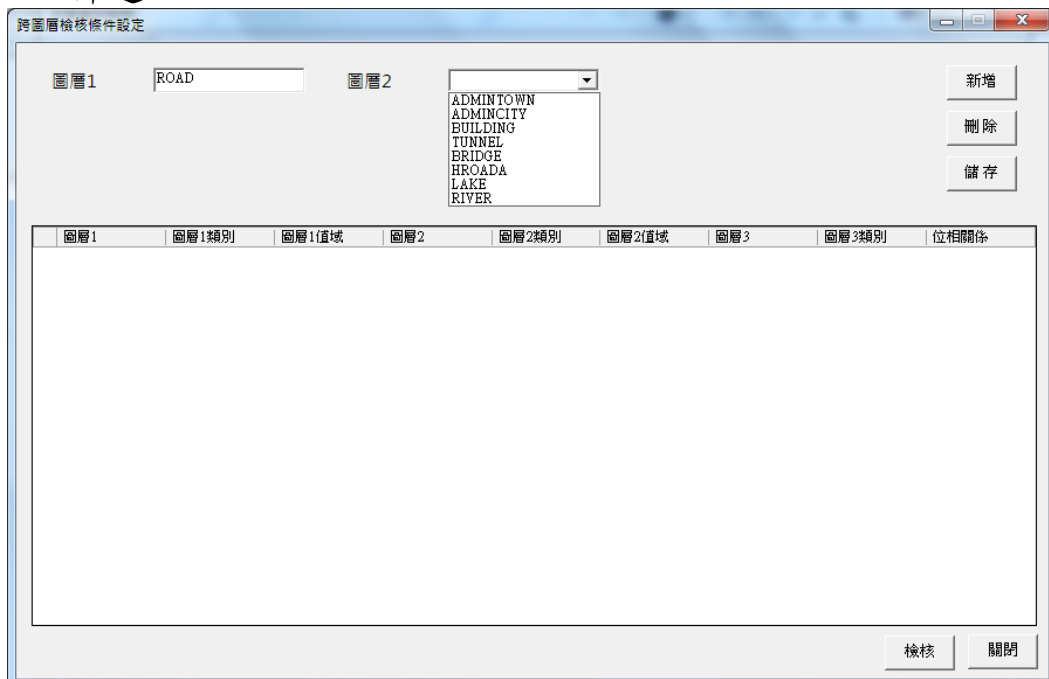 跨圖層檢核條件設定
圖層1 ROAD 圖層2 新增
ADMINTOWN
ADMINCITY
BUILDING
TUNNEL
BRIDGE
HROADA
LAKE
RIVER
刪除
儲存
圖層1 圖層1類別 圖層1值域 圖層2 圖層2類別 圖層2值域 圖層3 圖層3類別 位相關係
檢核 關閉